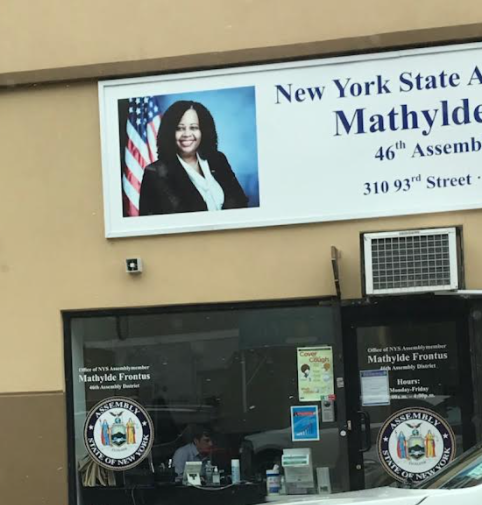 New York State A
Mathylde
46th Assemb
310 93rd Street ·
Office of NYS Assemblymember
Mathylde Frontus
46th Assembly District
ASSEMBLY
STATE OF NEW YORK
Cover
Cough
Office of NYS Assemblymember
Mathylde Frontus
46th Assembly District
Hours:
Monday-Friday
ASSEMBLY
STATE OF NEW YORK